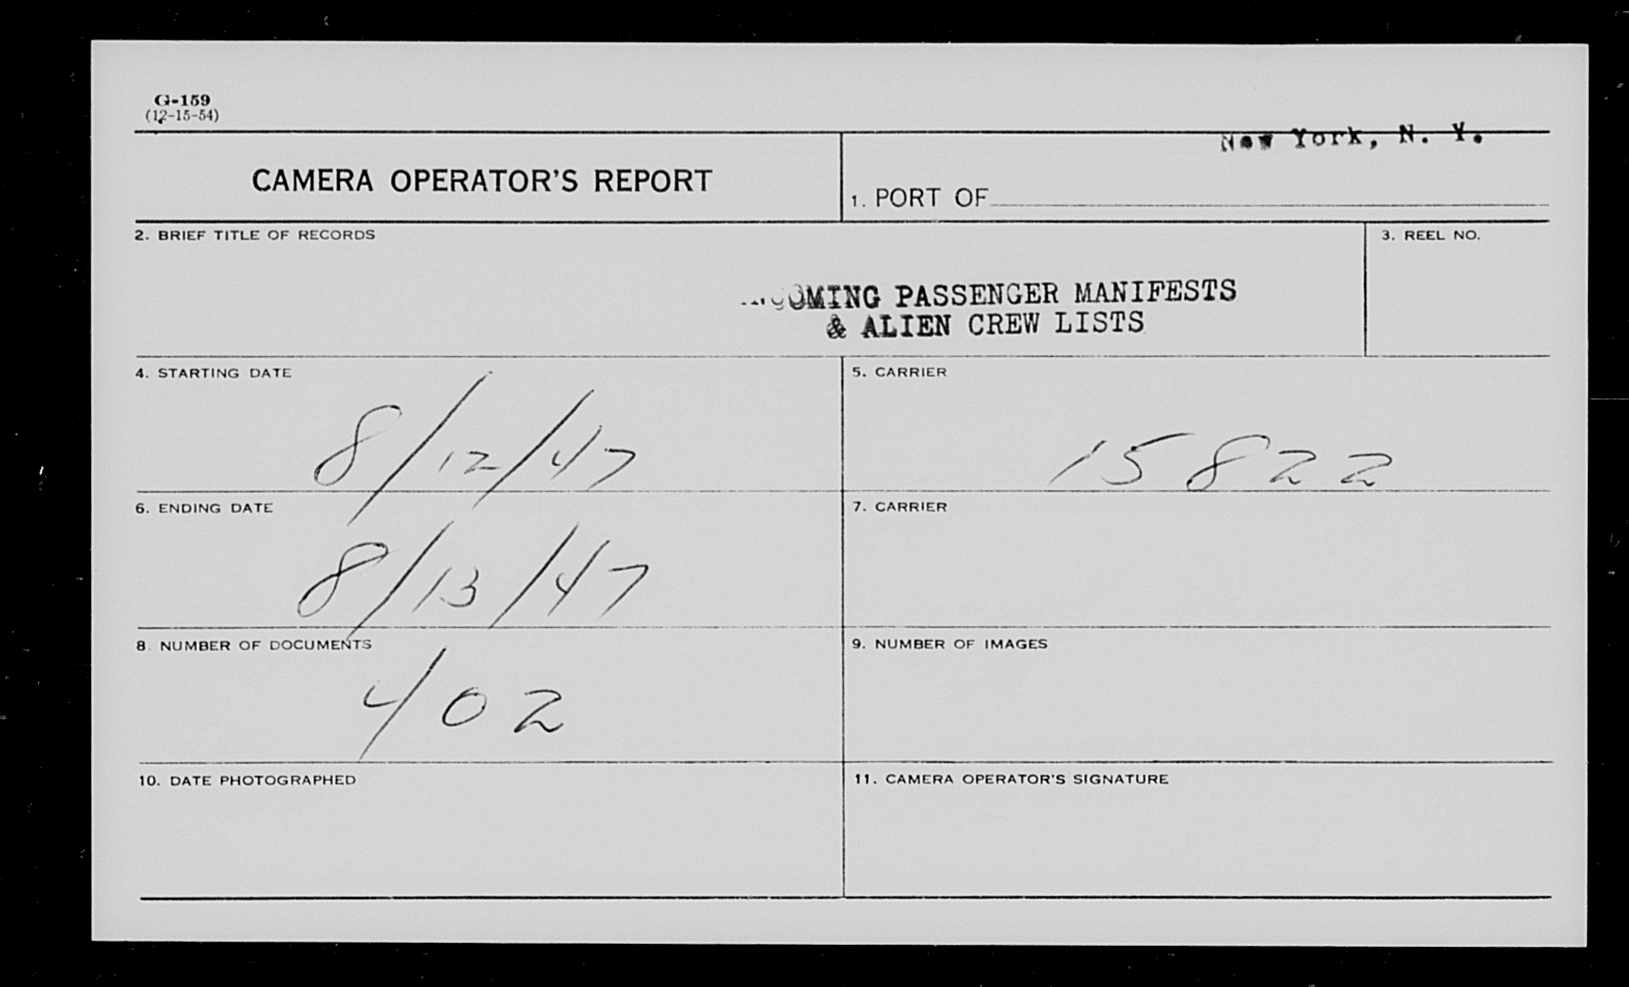 G-159
(12-15-54)
New York, N. Y.
CAMERA OPERATOR'S REPORT
1. PORT OF
2. BRIEF TITLE OF RECORDS
3. REEL NO.
INCOMING PASSENGER MANIFESTS
& ALIEN CREW LISTS
4. STARTING DATE
8/12/47
5. CARRIER
15822
6. ENDING DATE
8/13/47
7. CARRIER
8. NUMBER OF DOCUMENTS
402
9. NUMBER OF IMAGES
10. DATE PHOTOGRAPHED
11. CAMERA OPERATOR'S SIGNATURE